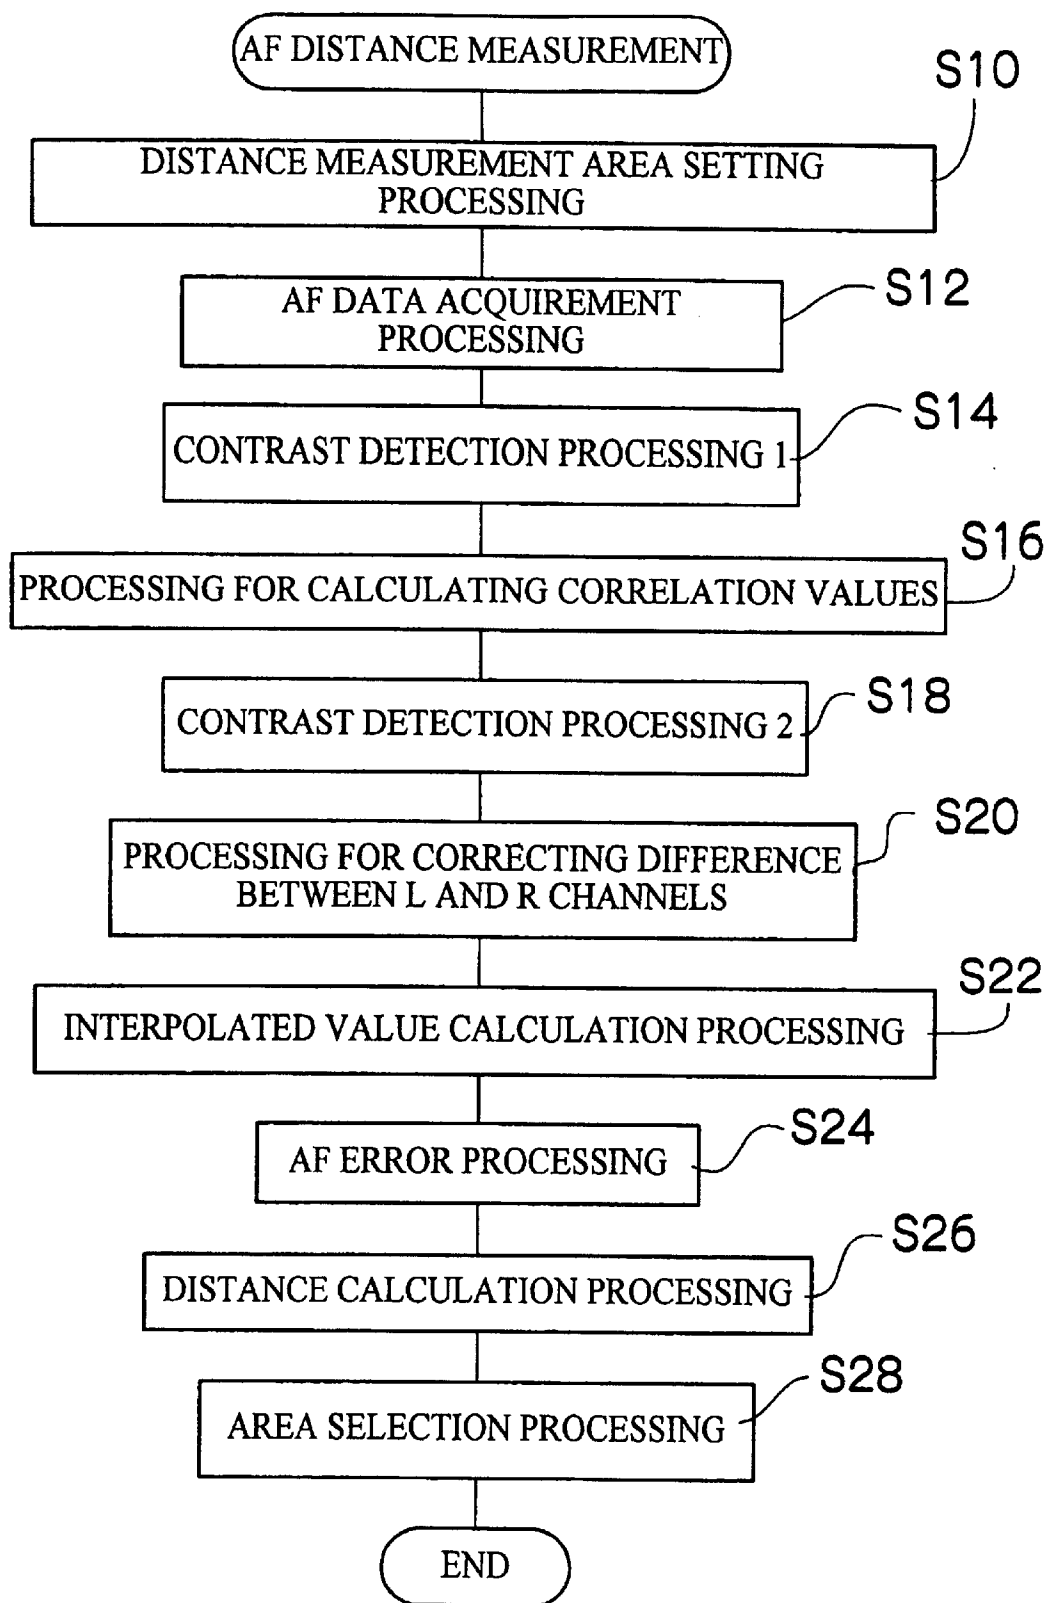 AF DISTANCE MEASUREMENT
S10
DISTANCE MEASUREMENT AREA SETTING
PROCESSING
S12
AF DATA ACQUIREMENT
PROCESSING
S14
CONTRAST DETECTION PROCESSING 1
S16
PROCESSING FOR CALCULATING CORRELATION VALUES
S18
CONTRAST DETECTION PROCESSING 2
S20
PROCESSING FOR CORRECTING DIFFERENCE
BETWEEN L AND R CHANNELS
S22
INTERPOLATED VALUE CALCULATION PROCESSING
S24
AF ERROR PROCESSING
S26
DISTANCE CALCULATION PROCESSING
S28
AREA SELECTION PROCESSING
END